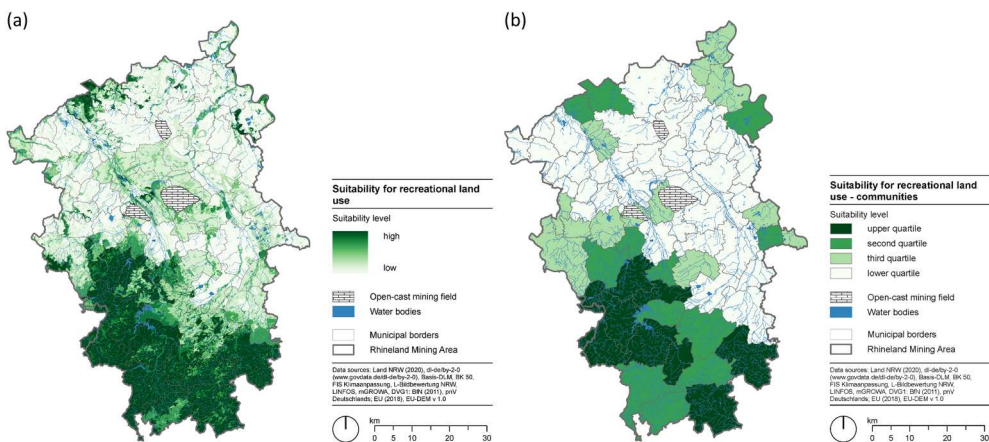 (a)
Suitability for recreational land
use
Suitability level
high
low
Open-cast mining field
Water bodies
Municipal borders
Rhineland Mining Area
Data sources: Land NRW (2020), dl-de/by-2-0
(www.govdata.de/dl-de/by-2-0), Basis-DLM, BK 50,
FIS Klimaanpassung, L-Bildbewertung NRW,
LINFOS, mGROWA, DVG1: BfN (2011), pnV
Deutschlands; EU (2018), EU-DEM v 1.0
km
0 5 10 20 30
(b)
Suitability for recreational land
use - communities
Suitability level
upper quartile
second quartile
third quartile
lower quartile
Open-cast mining field
Water bodies
Municipal borders
Rhineland Mining Area
Data sources: Land NRW (2020), dl-de/by-2-0
(www.govdata.de/dl-de/by-2-0), Basis-DLM, BK 50,
FIS Klimaanpassung, L-Bildbewertung NRW,
LINFOS, mGROWA, DVG1: BfN (2011), pnV
Deutschlands; EU (2018), EU-DEM v 1.0
km
0 5 10 20 30